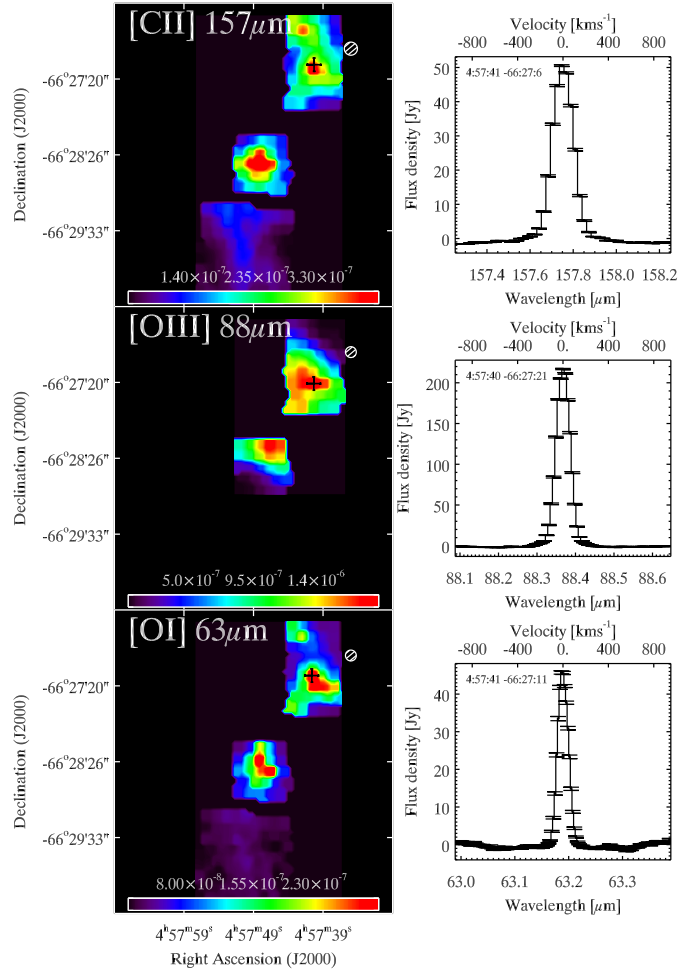 [CII] 157μm
Declination (J2000)
-66°27'20"
-66°28'26"
-66°29'33"
1.40×10⁻⁷ 2.35×10⁻⁷ 3.30×10⁻⁷
Velocity [kms⁻¹]
-800 -400 0. 400 800
4:57:41 -66:27:6
Flux density [Jy]
50
40
30
20
10
0
157.4 157.6 157.8 158.0 158.2
Wavelength [μm]
[OIII] 88μm
Declination (J2000)
-66°27'20"
-66°28'26"
-66°29'33"
5.0×10⁻⁷ 9.5×10⁻⁷ 1.4×10⁻⁶
Velocity [kms⁻¹]
-800 -400 0 400 800
4:57:40 -66:27:21
Flux density [Jy]
200
150
100
50
0
88.1 88.2 88.3 88.4 88.5 88.6
Wavelength [μm]
[OI] 63μm
Declination (J2000)
-66°27'20"
-66°28'26"
-66°29'33"
8.00×10⁻⁸ 1.55×10⁻⁷ 2.30×10⁻⁷
4ʰ57ᵐ59ˢ 4ʰ57ᵐ49ˢ 4ʰ57ᵐ39ˢ
Right Ascension (J2000)
Velocity [kms⁻¹]
-800 -400 0 400 800
4:57:41 -66:27:11
Flux density [Jy]
40
30
20
10
0
63.0 63.1 63.2 63.3
Wavelength [μm]